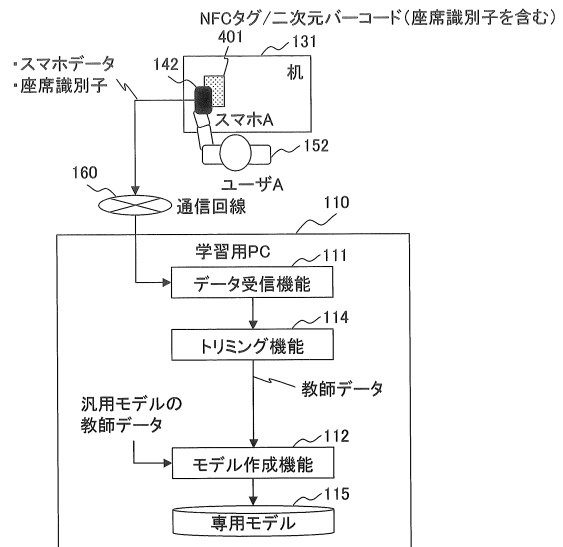 NFCタグ/二次元バーコード(座席識別子を含む)
401
131
・スマホデータ
・座席識別子
142
机
スマホA
152
ユーザA
160
通信回線
110
学習用PC
111
データ受信機能
114
トリミング機能
教師データ
汎用モデルの
教師データ
112
モデル作成機能
115
専用モデル